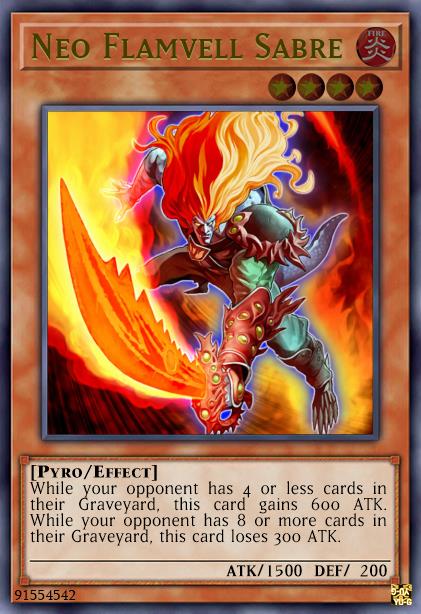 Neo Flamvell Sabre
FIRE
炎
[Pyro/Effect]
While your opponent has 4 or less cards in
their Graveyard, this card gains 600 ATK.
While your opponent has 8 or more cards in
their Graveyard, this card loses 300 ATK.
ATK/1500 DEF/ 200
91554542